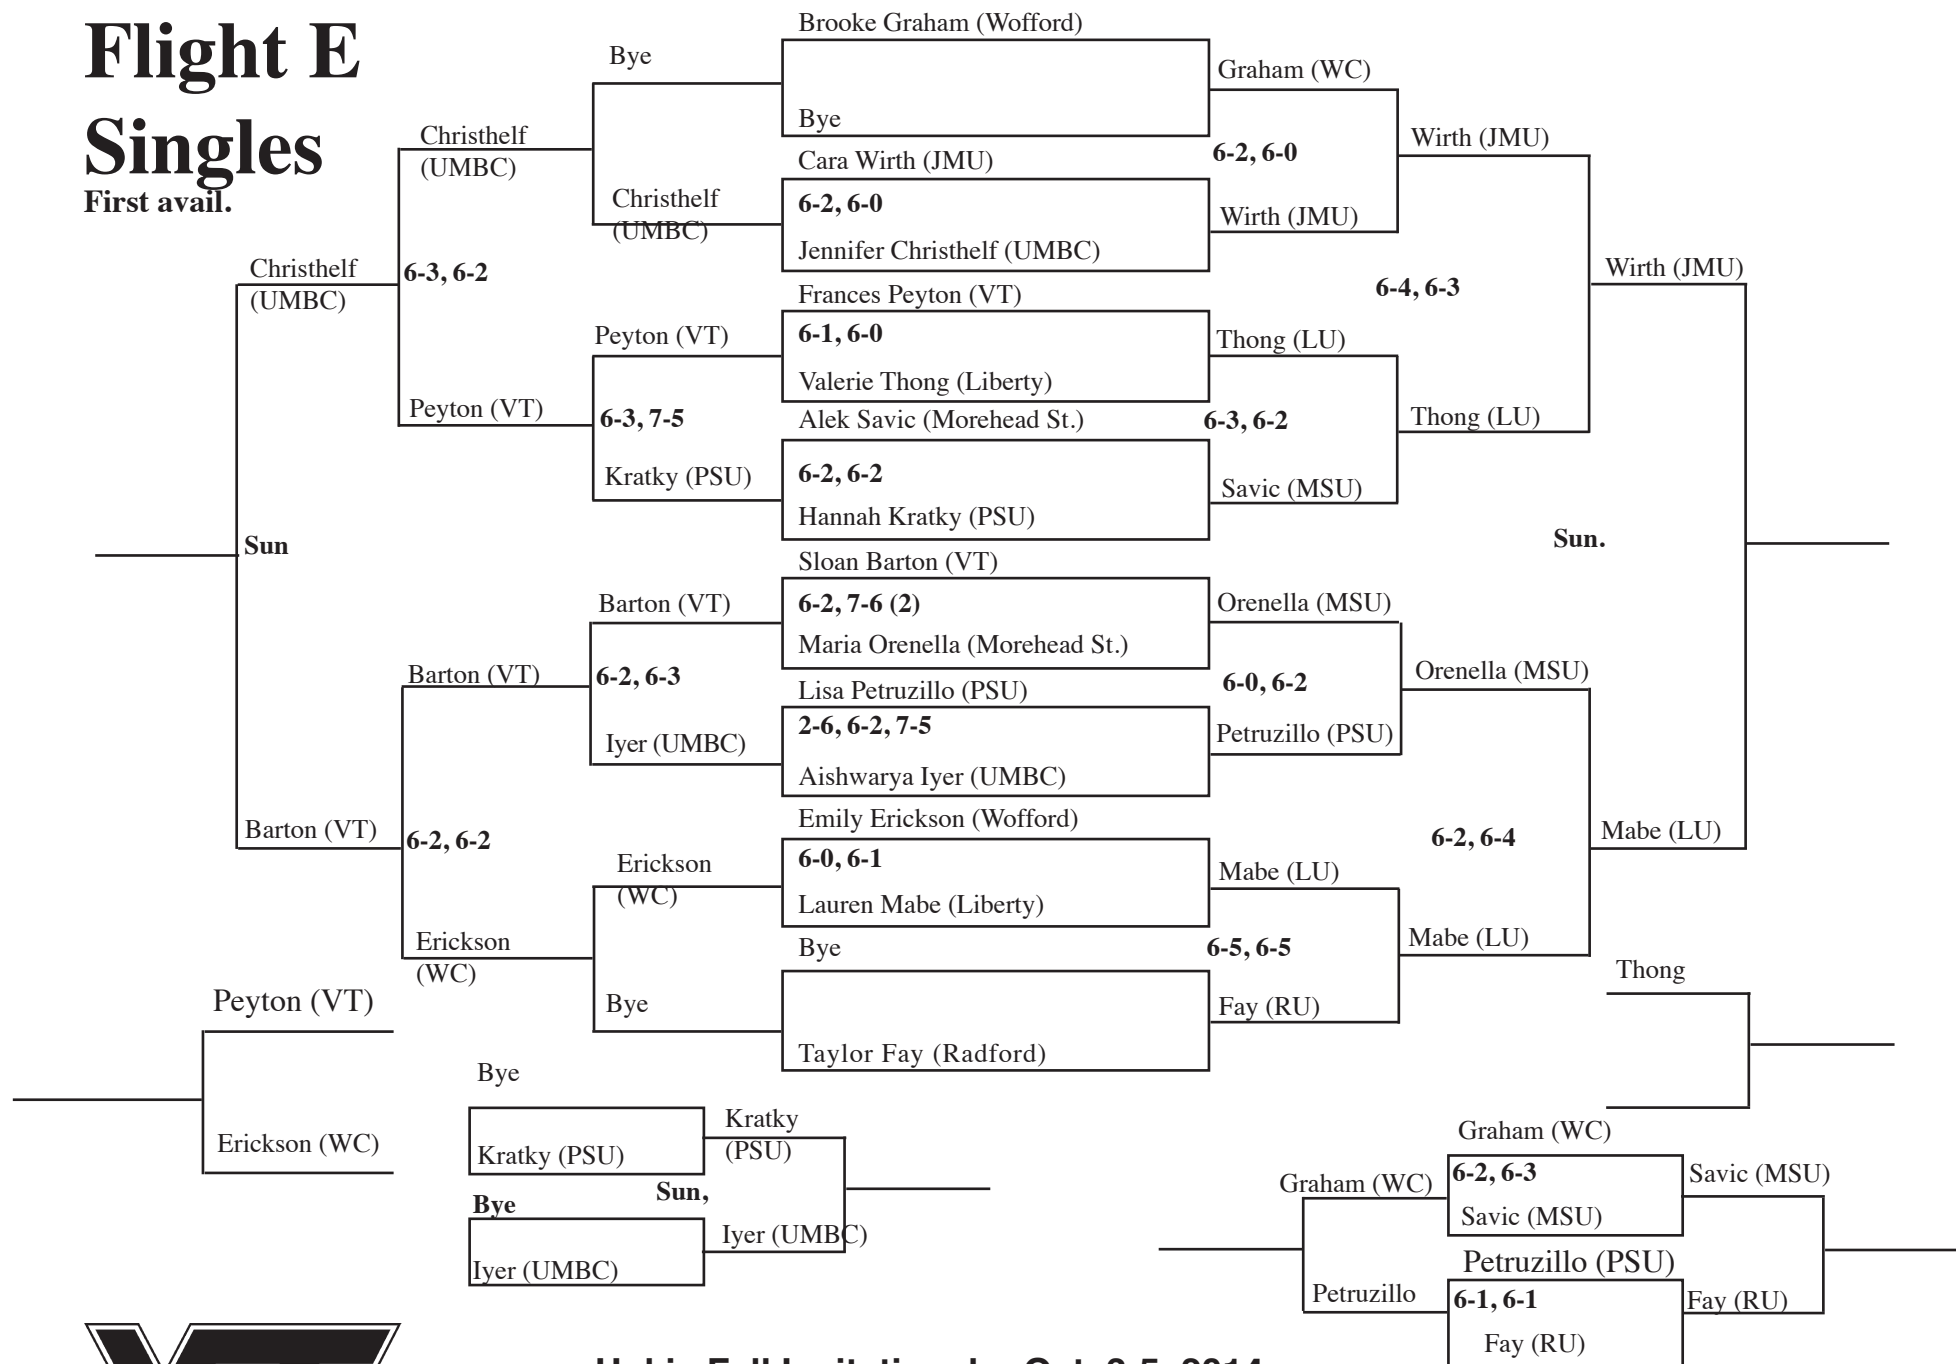 Flight E
Singles
First avail.
Bye
Christhelf
(UMBC)
Christhelf
(UMBC)
Christhelf
(UMBC)
6-3, 6-2
Peyton (VT)
Peyton (VT)
6-3, 7-5
Kratky (PSU)
Sun
Barton (VT)
Barton (VT)
6-2, 6-3
Iyer (UMBC)
Barton (VT)
6-2, 6-2
Erickson
(WC)
Erickson
(WC)
Bye
Brooke Graham (Wofford)
Bye
Cara Wirth (JMU)
6-2, 6-0
Jennifer Christhelf (UMBC)
Frances Peyton (VT)
6-1, 6-0
Valerie Thong (Liberty)
Alek Savic (Morehead St.)
6-2, 6-2
Hannah Kratky (PSU)
Sloan Barton (VT)
6-2, 7-6 (2)
Maria Orenella (Morehead St.)
Lisa Petruzillo (PSU)
2-6, 6-2, 7-5
Aishwarya Iyer (UMBC)
Emily Erickson (Wofford)
6-0, 6-1
Lauren Mabe (Liberty)
Bye
Taylor Fay (Radford)
Graham (WC)
6-2, 6-0
Wirth (JMU)
Wirth (JMU)
6-4, 6-3
Wirth (JMU)
Thong (LU)
6-3, 6-2
Thong (LU)
Savic (MSU)
Sun.
Orenella (MSU)
6-0, 6-2
Orenella (MSU)
Petruzillo (PSU)
6-2, 6-4
Mabe (LU)
Mabe (LU)
6-5, 6-5
Mabe (LU)
Fay (RU)
Thong
Peyton (VT)
Erickson (WC)
Bye
Kratky (PSU)
Kratky
(PSU)
Sun,
Bye
Iyer (UMBC)
Iyer (UMBC)
Graham (WC)
Graham (WC)
6-2, 6-3
Savic (MSU)
Savic (MSU)
Petruzillo (PSU)
Petruzillo
6-1, 6-1
Fay (RU)
Fay (RU)